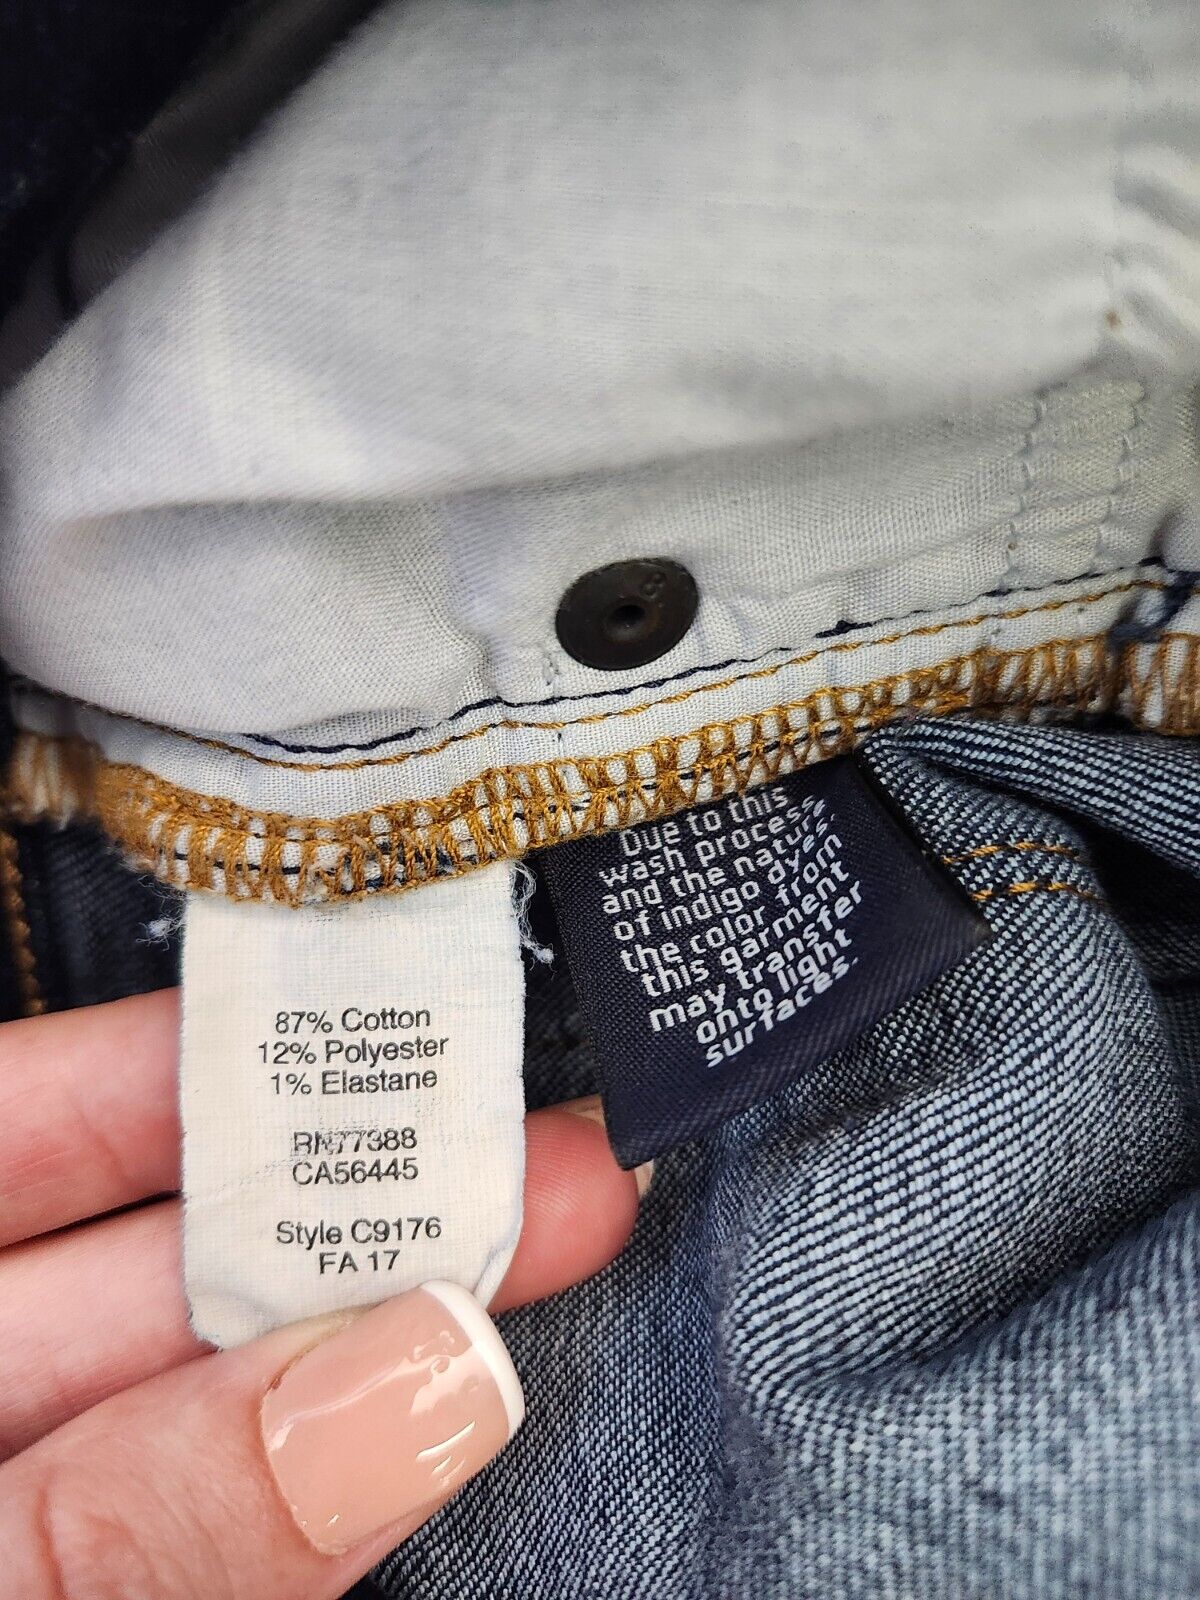 8
87% Cotton
12% Polyester
1% Elastane
RN77388
CA56445
Style C9176
FA 17
Due to this
wash process
and the nature
of indigo dyes.
the color from
this garment
may transfer
onto light
surfaces.